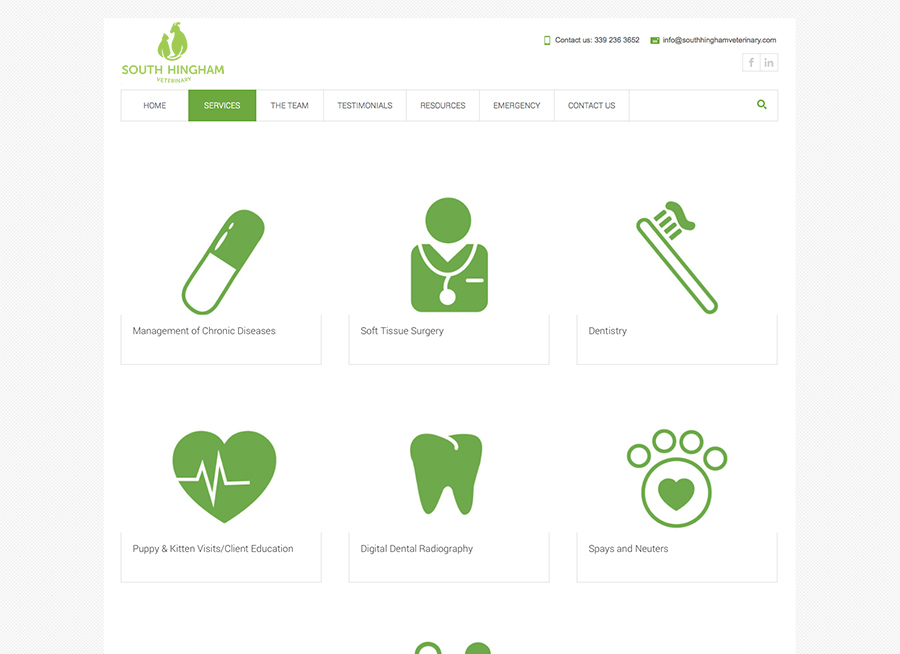 Contact us: 339 236 3652 info@southhinghamveterinary.com
SOUTH HINGHAM
VETERINARY
HOME SERVICES THE TEAM TESTIMONIALS RESOURCES EMERGENCY CONTACT US
Management of Chronic Diseases Soft Tissue Surgery Dentistry
Puppy & Kitten Visits/Client Education Digital Dental Radiography Spays and Neuters